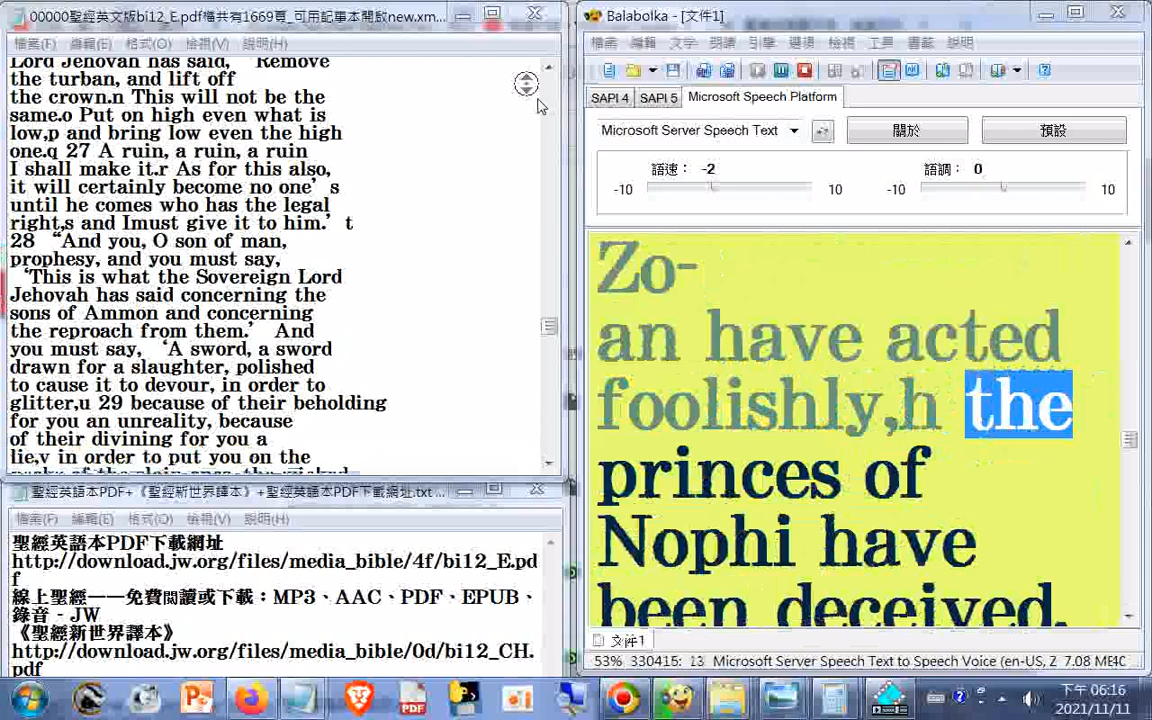 00000聖經英文版bi12_E.pdf檔共有1669頁_可用記事本開啟new.xm...
檔案(F) 編輯(E) 格式(O) 檢視(V) 說明(H)
Lord Jehovah has said, ‘Remove
the turban, and lift off
the crown.n This will not be the
same.o Put on high even what is
low,p and bring low even the high
one.q 27 A ruin, a ruin, a ruin
I shall make it.r As for this also,
it will certainly become no one’s
until he comes who has the legal
right,s and Imust give it to him.’t
28 “And you, O son of man,
prophesy, and you must say,
‘This is what the Sovereign Lord
Jehovah has said concerning the
sons of Ammon and concerning
the reproach from them.’ And
you must say, ‘A sword, a sword
drawn for a slaughter, polished
to cause it to devour, in order to
glitter,u 29 because of their beholding
for you an unreality, because
of their divining for you a
lie,v in order to put you on the
聖經英語本PDF+《聖經新世界譯本》+聖經英語本PDF下載網址.txt ...
檔案(F) 編輯(E) 格式(O) 檢視(V) 說明(H)
聖經英語本PDF下載網址
http://download.jw.org/files/media_bible/4f/bi12_E.pd
f
線上聖經——免費閱讀或下載：MP3、AAC、PDF、EPUB、
錄音 - JW
《聖經新世界譯本》
http://download.jw.org/files/media_bible/0d/bi12_CH.
pdf
Balabolka - [文件1]
檔案 編輯 文字 朗讀 引擎 選項 檢視 工具 書籤 說明
SAPI 4 SAPI 5 Microsoft Speech Platform
Microsoft Server Speech Text 關於 預設
語速： -2 語調： 0
-10 10 -10 10
Zo-
an have acted
foolishly,h the
princes of
Nophi have
been deceived.
文件1
53% 330415: 13 Microsoft Server Speech Text to Speech Voice (en-US, Z 7.08 ME
下午 06:16
2021/11/11